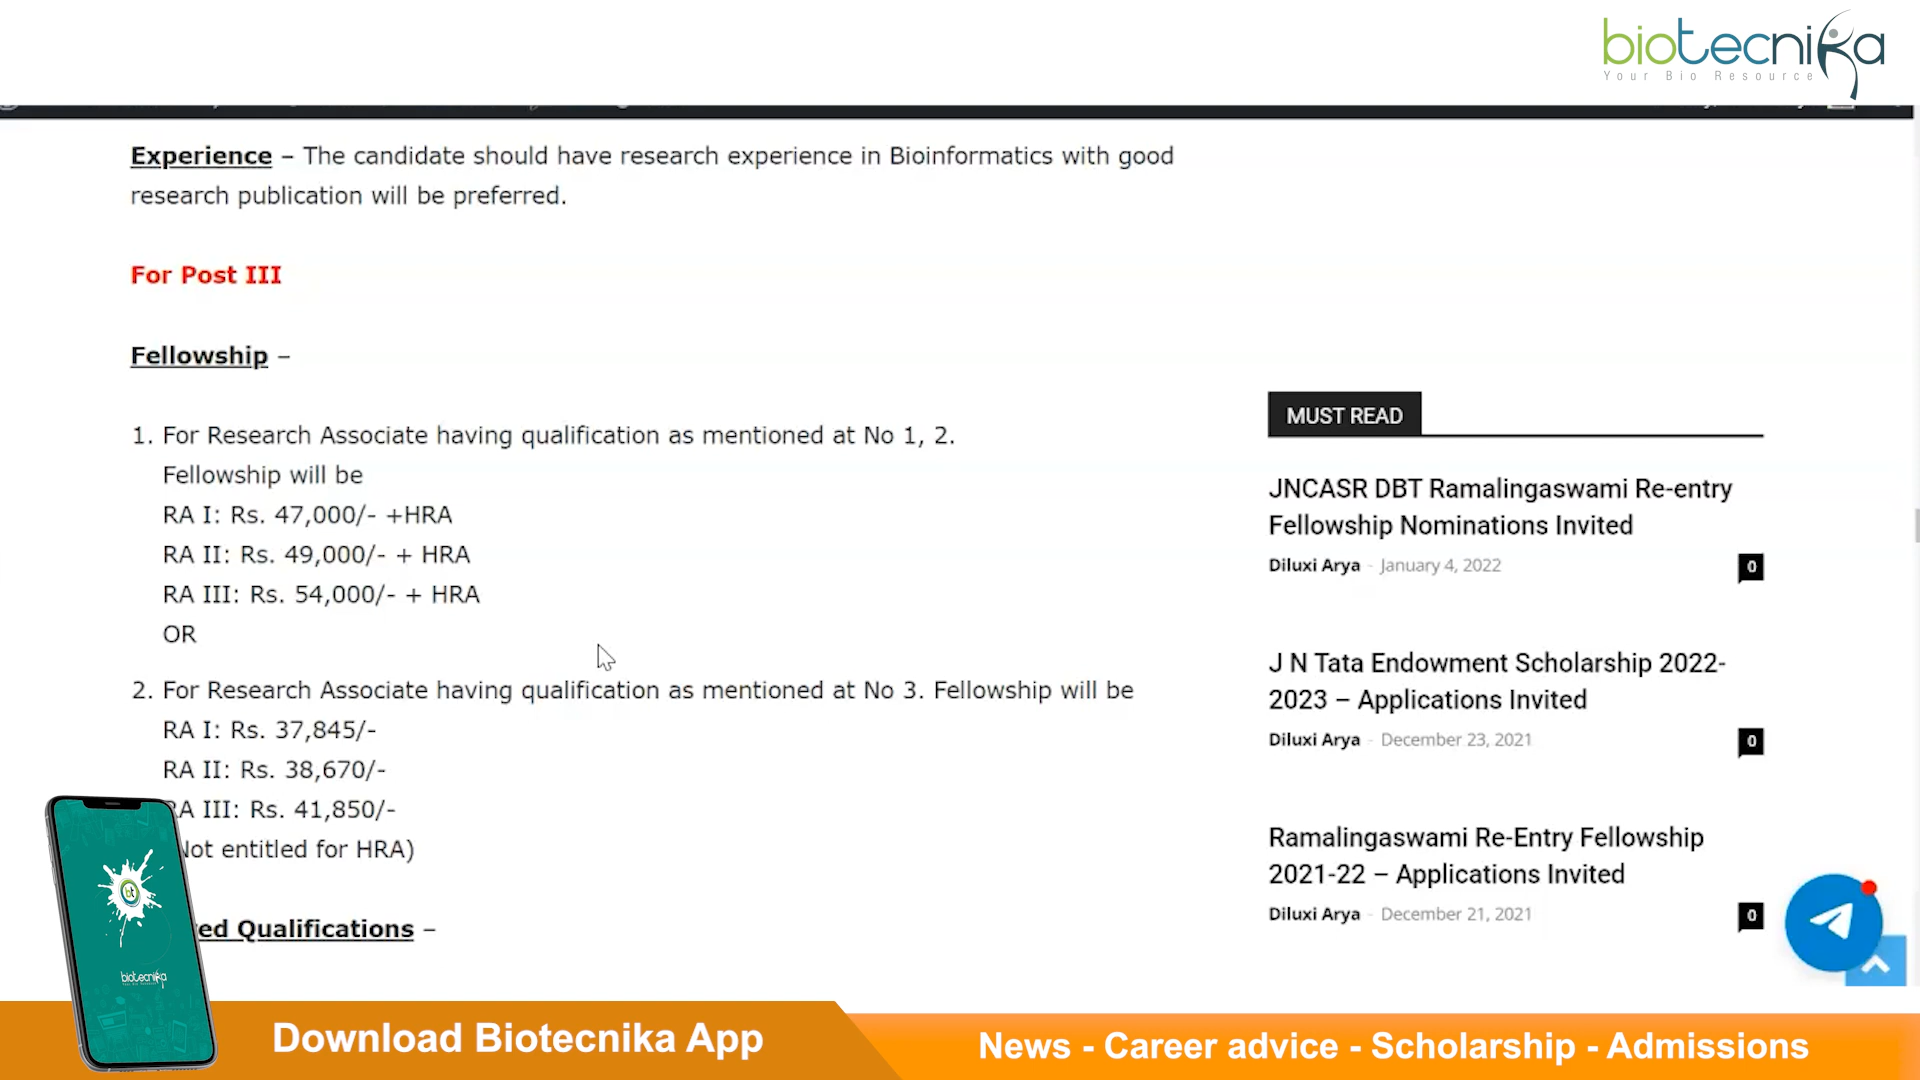 biotecnika
Your Bio Resource
Experience – The candidate should have research experience in Bioinformatics with good
research publication will be preferred.
For Post III
Fellowship –
1. For Research Associate having qualification as mentioned at No 1, 2.
Fellowship will be
RA I: Rs. 47,000/- +HRA
RA II: Rs. 49,000/- + HRA
RA III: Rs. 54,000/- + HRA
OR
2. For Research Associate having qualification as mentioned at No 3. Fellowship will be
RA I: Rs. 37,845/-
RA II: Rs. 38,670/-
RA III: Rs. 41,850/-
Not entitled for HRA)
ed Qualifications –
MUST READ
JNCASR DBT Ramalingaswami Re-entry
Fellowship Nominations Invited
Diluxi Arya - January 4, 2022
0
J N Tata Endowment Scholarship 2022-
2023 – Applications Invited
Diluxi Arya - December 23, 2021
0
Ramalingaswami Re-Entry Fellowship
2021-22 – Applications Invited
Diluxi Arya - December 21, 2021
0
bt
biotecnika
Download Biotecnika App
News - Career advice - Scholarship - Admissions